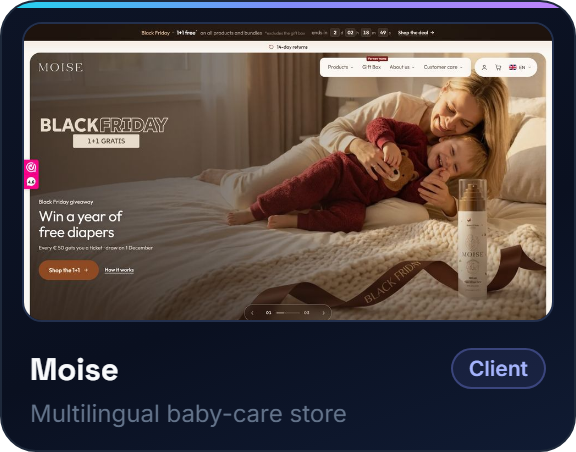 Black Friday · 1+1 free* on all products and bundles *excludes the gift box ends in 2 d 02 h 18 m 49 s Shop the deal →
14-day returns
MOISE
Products
Gift Box
About us
Customer care
EN
BLACKFRIDAY
1+1 GRATIS
Black Friday giveaway
Win a year of
free diapers
Every €50 gets you a ticket · draw on 1 December
Shop the 1+1 →
How it works
MOISE
BLACK FRIDAY
01
03
Moise
Client
Multilingual baby-care store